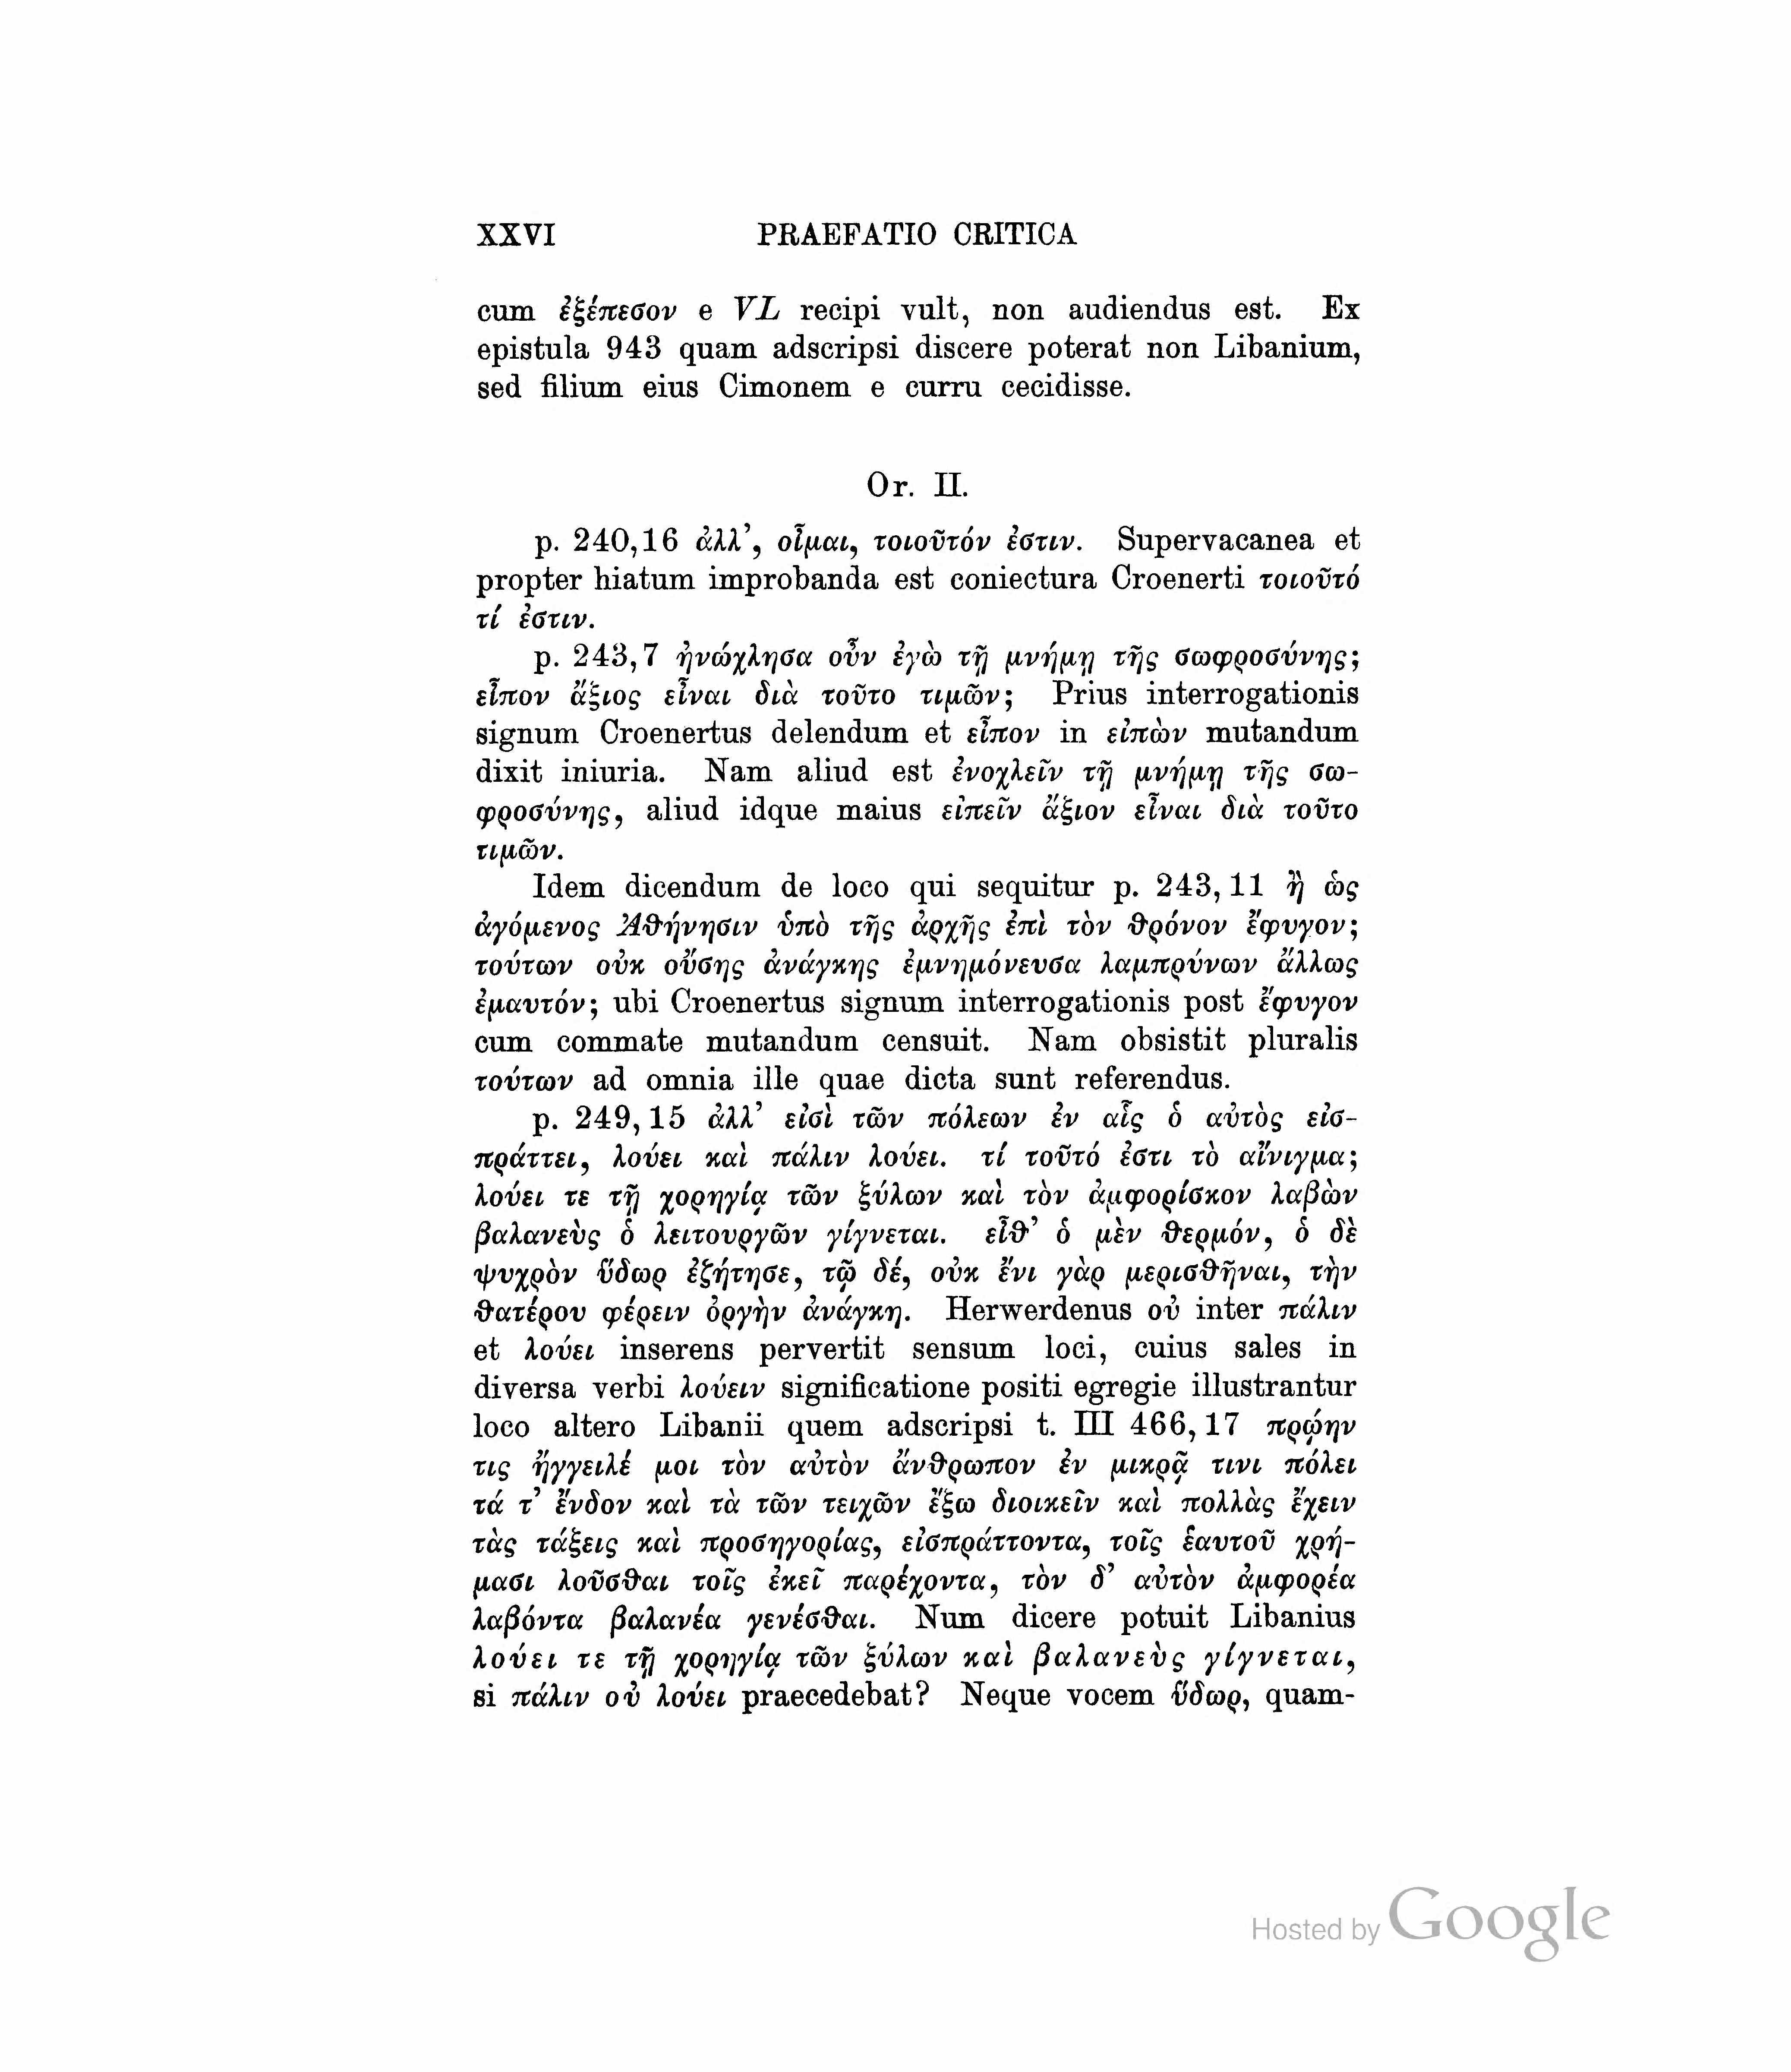 XXVI PRAEFATIO CRITICA
cum ἐξέπεσον e VL recipi vult, non audiendus est. Ex
epistula 943 quam adscripsi discere poterat non Libanium,
sed filium eius Cimonem e curru cecidisse.
Or. II.
p. 240,16 ἀλλ’, οἶμαι, τοιοῦτόν ἐστιν. Supervacanea et
propter hiatum improbanda est coniectura Croenerti τοιοῦτό
τί ἐστιν.
p. 243,7 ἠνώχλησα οὖν ἐγὼ τῇ μνήμῃ τῆς σωφροσύνης;
εἶπον ἄξιος εἶναι διὰ τοῦτο τιμῶν; Prius interrogationis
signum Croenertus delendum et εἶπον in εἰπὼν mutandum
dixit iniuria. Nam aliud est ἐνοχλεῖν τῇ μνήμῃ τῆς σω-
φροσύνης, aliud idque maius εἰπεῖν ἄξιον εἶναι διὰ τοῦτο
τιμῶν.
Idem dicendum de loco qui sequitur p. 243, 11 ἢ ὡς
ἀγόμενος Ἀθήνησιν ὑπὸ τῆς ἀρχῆς ἐπὶ τὸν θρόνον ἔφυγον;
τούτων οὐκ οὔσης ἀνάγκης ἐμνημόνευσα λαμπρύνων ἄλλως
ἐμαυτόν; ubi Croenertus signum interrogationis post ἔφυγον
cum commate mutandum censuit. Nam obsistit pluralis
τούτων ad omnia ille quae dicta sunt referendus.
p. 249, 15 ἀλλ’ εἰσὶ τῶν πόλεων ἐν αἷς ὁ αὐτὸς εἰσ-
πράττει, λούει καὶ πάλιν λούει. τί τοῦτό ἐστι τὸ αἴνιγμα;
λούει τε τῇ χορηγίᾳ τῶν ξύλων καὶ τὸν ἀμφορίσκον λαβὼν
βαλανεὺς ὁ λειτουργῶν γίγνεται. εἶθ’ ὁ μὲν θερμόν, ὁ δὲ
ψυχρὸν ὕδωρ ἐζήτησε, τῷ δέ, οὐκ ἔνι γὰρ μερισθῆναι, τὴν
θατέρου φέρειν ὀργὴν ἀνάγκη. Herwerdenus οὐ inter πάλιν
et λούει inserens pervertit sensum loci, cuius sales in
diversa verbi λούειν significatione positi egregie illustrantur
loco altero Libanii quem adscripsi t. III 466, 17 πρῴην
τις ἤγγειλέ μοι τὸν αὐτὸν ἄνθρωπον ἐν μικρᾷ τινι πόλει
τά τ’ ἔνδον καὶ τὰ τῶν τειχῶν ἔξω διοικεῖν καὶ πολλὰς ἔχειν
τὰς τάξεις καὶ προσηγορίας, εἰσπράττοντα, τοῖς ἑαυτοῦ χρή-
μασι λοῦσθαι τοῖς ἐκεῖ παρέχοντα, τὸν δ’ αὐτὸν ἀμφορέα
λαβόντα βαλανέα γενέσθαι. Num dicere potuit Libanius
λούει τε τῇ χορηγίᾳ τῶν ξύλων καὶ βαλανεὺς γίγνεται,
si πάλιν οὐ λούει praecedebat? Neque vocem ὕδωρ, quam-
Hosted by Google